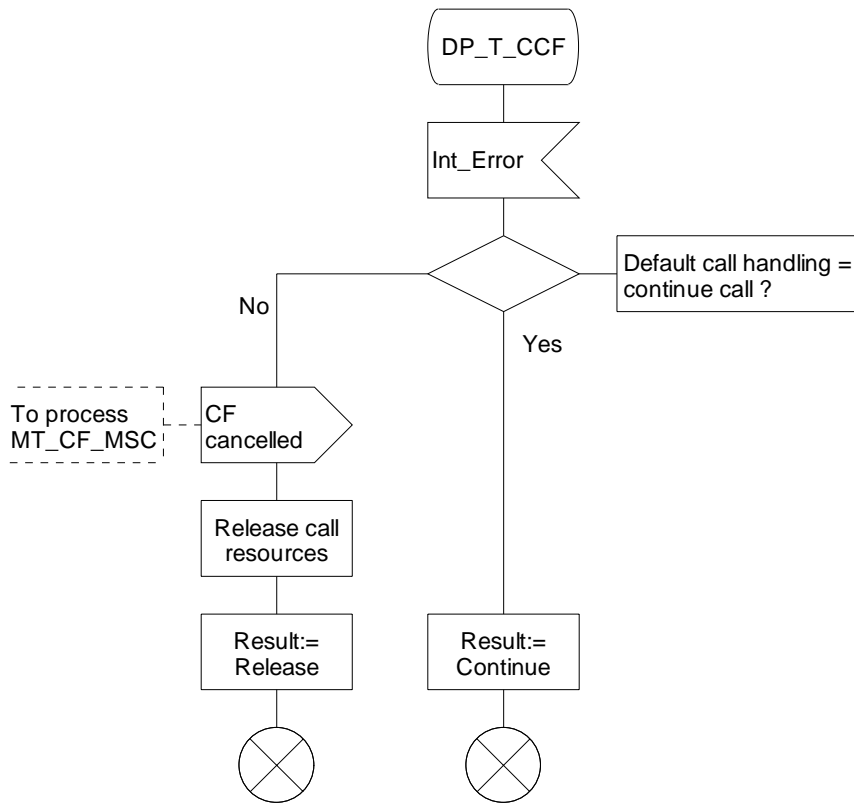 DP_T_CCF
Int_Error
Default call handling =
continue call ?
No
Yes
To process
MT_CF_MSC
CF
cancelled
Release call
resources
Result:=
Release
Result:=
Continue